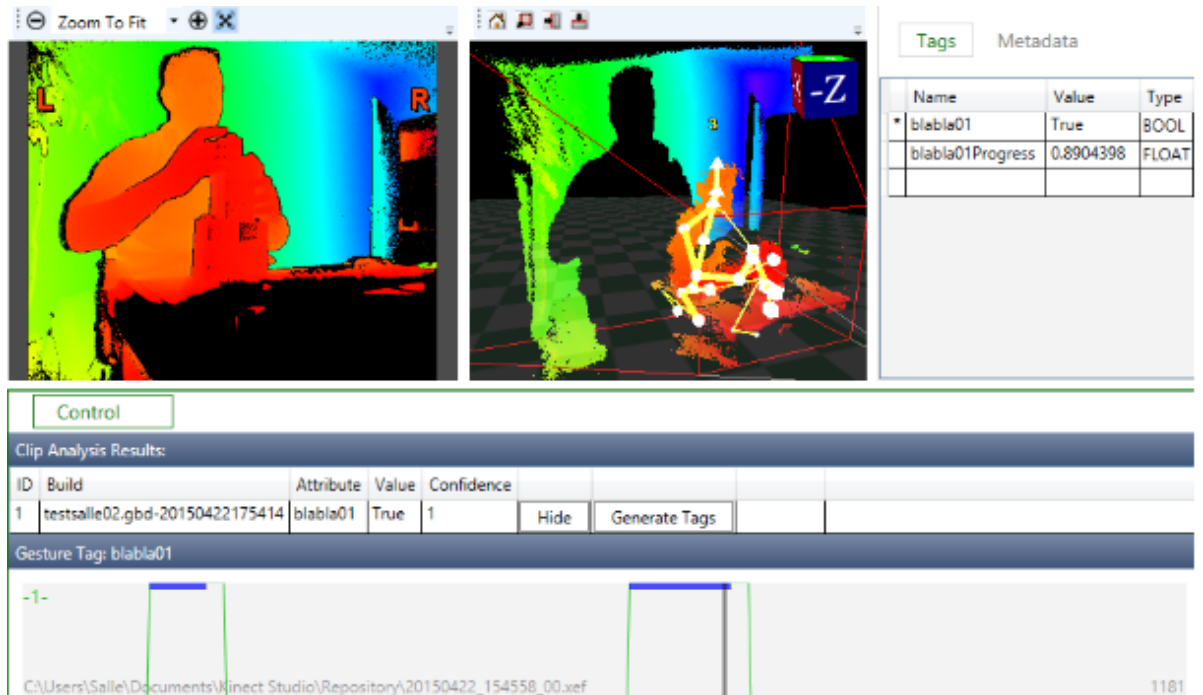 Zoom To Fit
L
R
-Z
Tags Metadata
Name Value Type
* blabla01 True BOOL
blabla01Progress 0.8904398 FLOAT
Control
Clip Analysis Results:
ID Build Attribute Value Confidence
1 testsalle02.gbd-20150422175414 blabla01 True 1 Hide Generate Tags
Gesture Tag: blabla01
-1-
C:\Users\Salle\Documents\Kinect Studio\Repository\20150422_154558_00.xef 1181